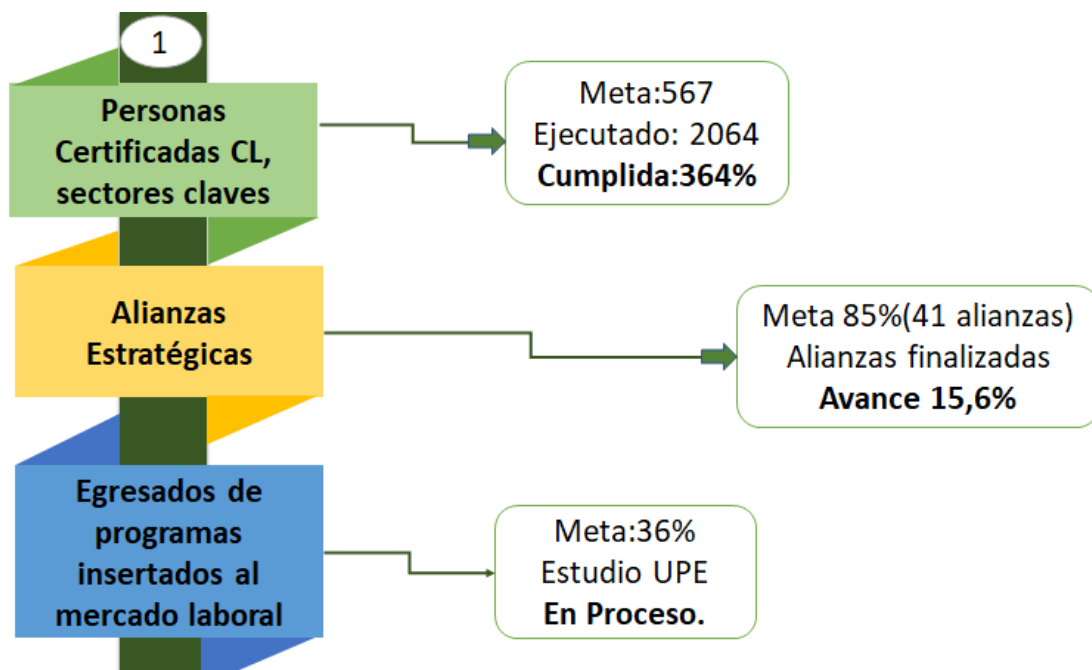 1
Personas
Certificadas CL,
sectores claves
Meta:567
Ejecutado: 2064
Cumplida:364%
Alianzas
Estratégicas
Meta 85%(41 alianzas)
Alianzas finalizadas
Avance 15,6%
Egresados de
programas
insertados al
mercado laboral
Meta:36%
Estudio UPE
En Proceso.